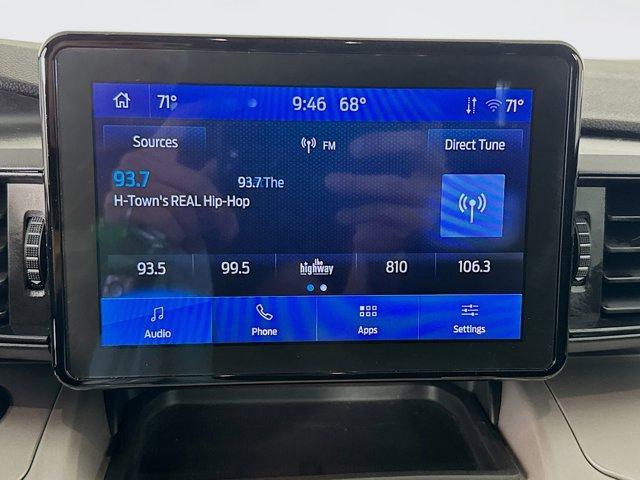 71° 9:46 68° 71°
Sources FM Direct Tune
93.7 93.7 The
H-Town's REAL Hip-Hop
93.5 99.5 the highway 810 106.3
Audio Phone Apps Settings